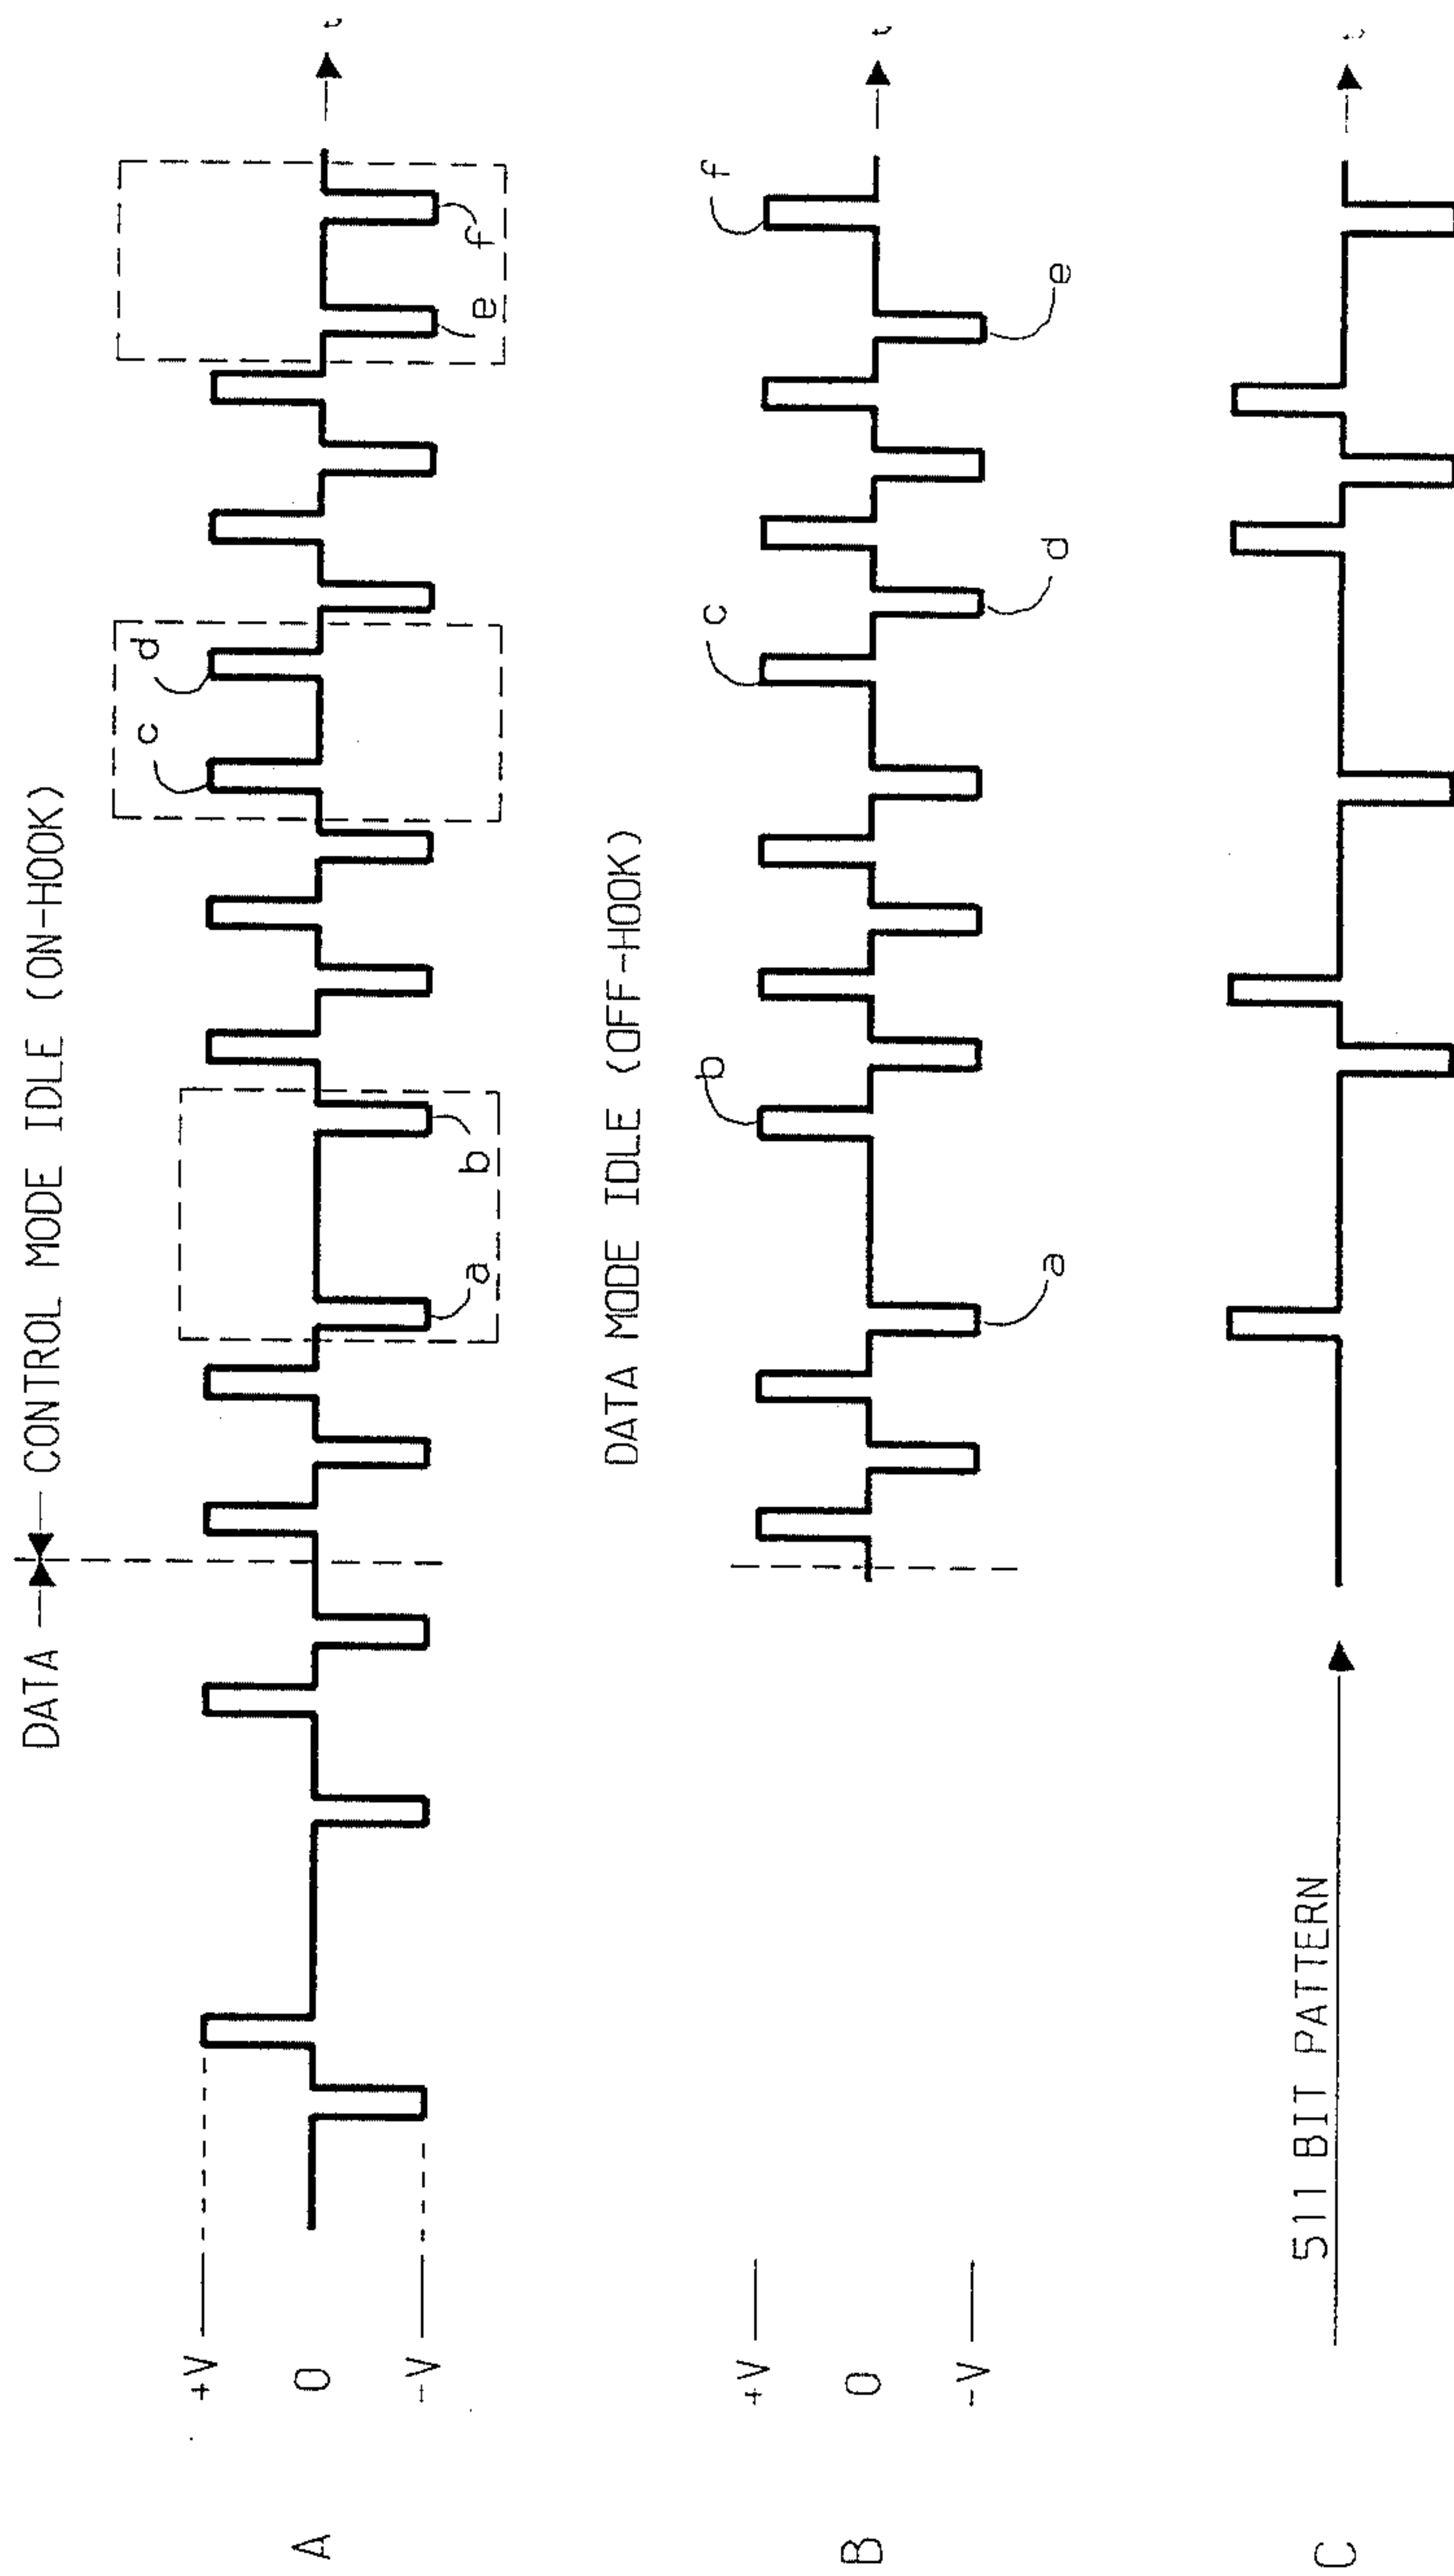 DATA
CONTROL MODE IDLE (ON-HOOK)
A
+V
0
-V
a
b
c
d
e
f
t
DATA MODE IDLE (OFF-HOOK)
B
+V
0
-V
a
b
c
d
e
f
t
C
511 BIT PATTERN
t